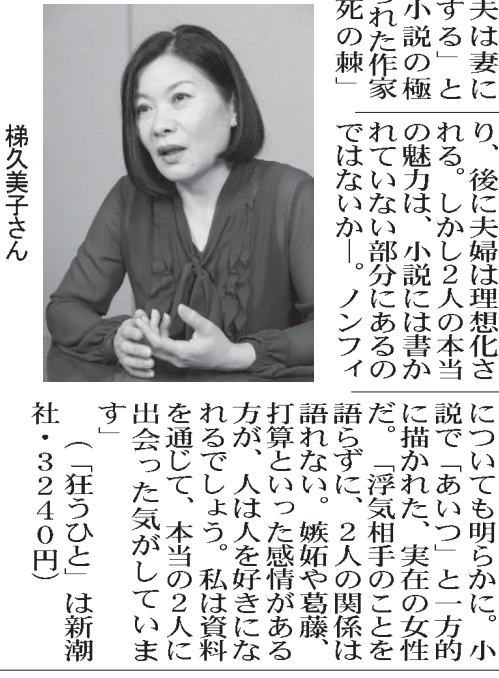 夫は妻に
する」と
小説の極
られた作家
死の棘」
り、後に夫婦は理想化さ
れる。しかし2人の本当
の魅力は、小説には書か
れていない部分にあるの
ではないか―。ノンフィ
についても明らかに。小
説で「あいつ」と一方的
に描かれた、実在の女性
だ。「浮気相手のことを
語らずに、2人の関係は
語れない。嫉妬や葛藤、
打算といった感情がある
方が、人は人を好きにな
れるでしょう。私は資料
を通じて、本当の2人に
出会った気がしていま
す」
(「狂うひと」は新潮
社・3240円)
梯久美子さん